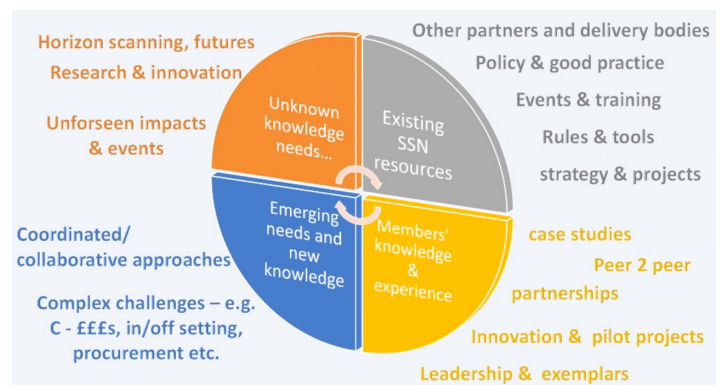 Horizon scanning, futures
Research & innovation
Unforseen impacts
& events
Unknown
knowledge
needs...
Other partners and delivery bodies
Policy & good practice
Events & training
Rules & tools
strategy & projects
Existing
SSN
resources
Coordinated/
collaborative approaches
Complex challenges – e.g.
C - £££s, in/off setting,
procurement etc.
Emerging
needs and
new
knowledge
Members'
knowledge
&
experience
case studies
Peer 2 peer
partnerships
Innovation & pilot projects
Leadership & exemplars